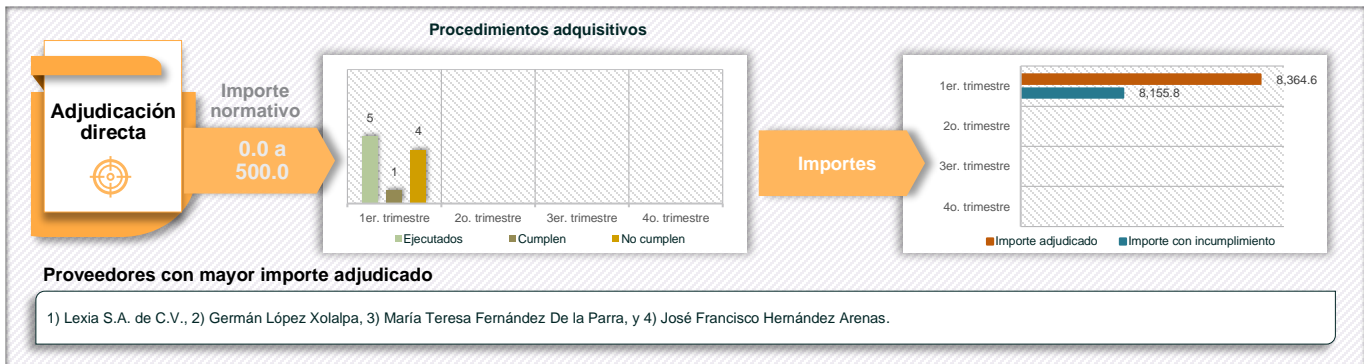 Procedimientos adquisitivos
Adjudicación
directa
Importe
normativo
0.0 a
500.0
5
1
4
1er. trimestre
2o. trimestre
3er. trimestre
4o. trimestre
Ejecutados
Cumplen
No cumplen
Importes
1er. trimestre
8,364.6
8,155.8
2o. trimestre
3er. trimestre
4o. trimestre
Importe adjudicado
Importe con incumplimiento
Proveedores con mayor importe adjudicado
1) Lexia S.A. de C.V., 2) Germán López Xolalpa, 3) María Teresa Fernández De la Parra, y 4) José Francisco Hernández Arenas.